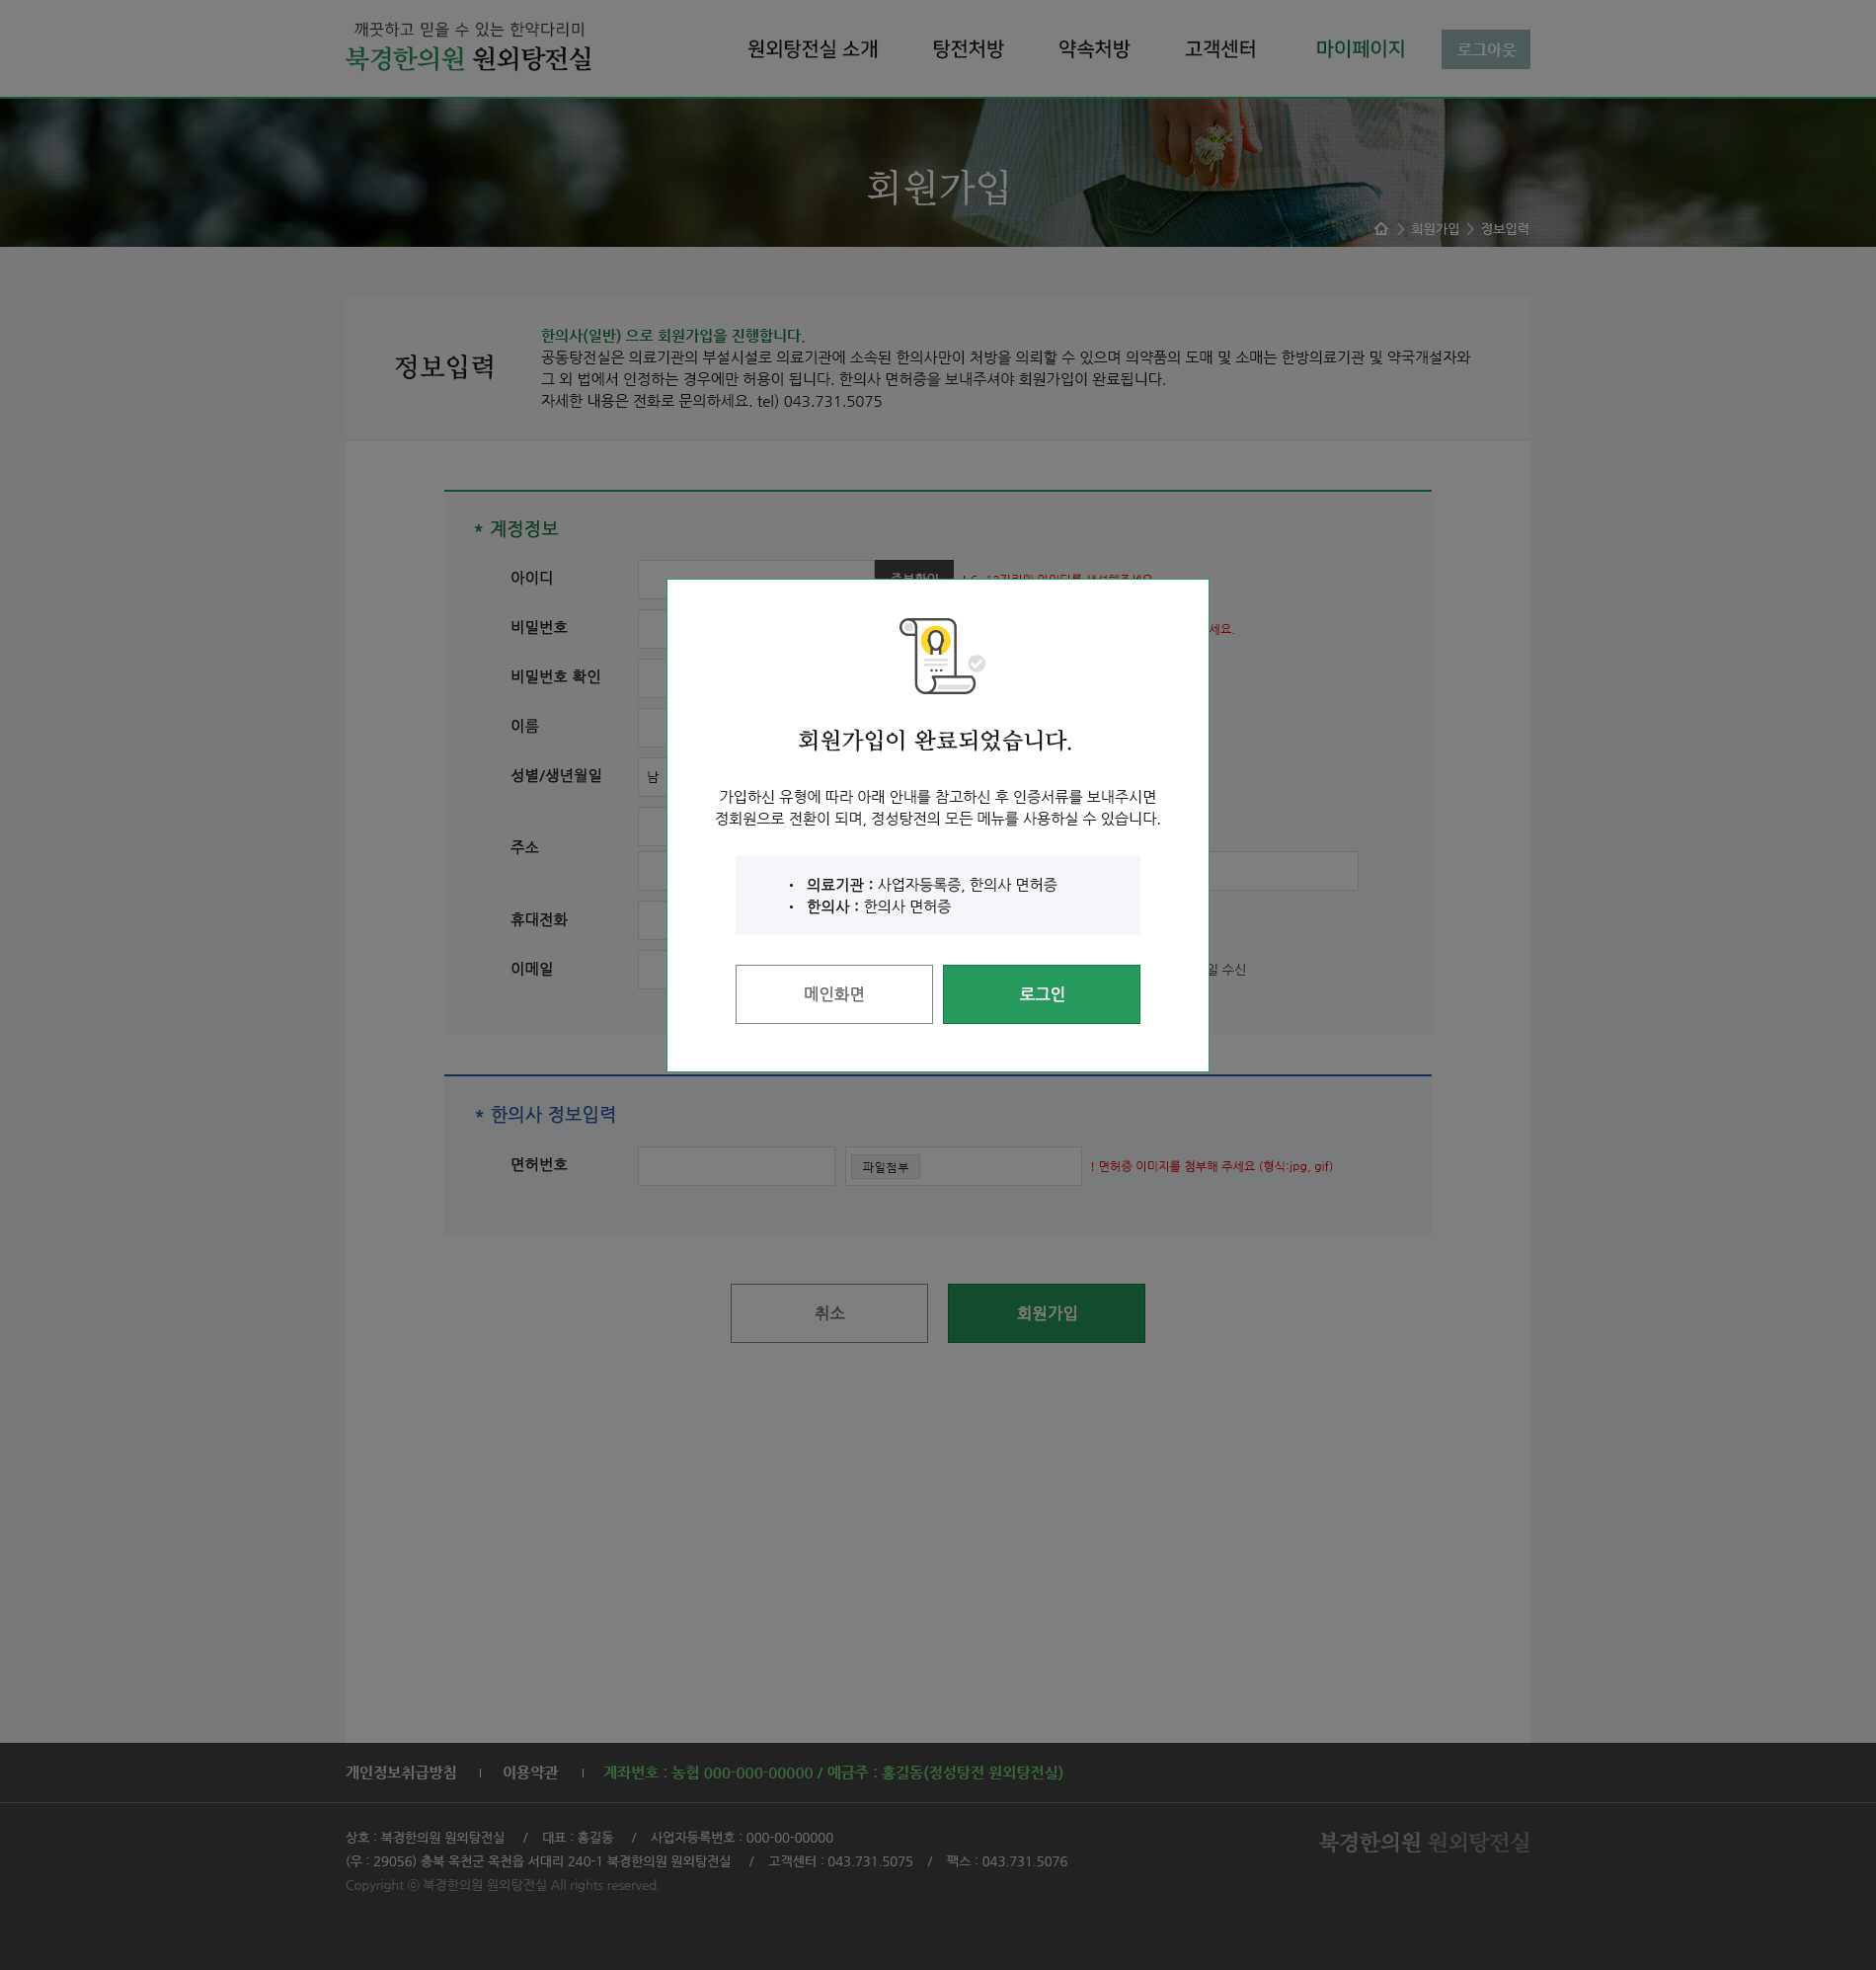 깨끗하고 믿을 수 있는 한약다리미
북경한의원 원외탕전실
원외탕전실 소개 탕전처방 약속처방 고객센터 마이페이지 로그아웃
회원가입
> 회원가입 > 정보입력
정보입력
한의사(일반) 으로 회원가입을 진행합니다.
공동탕전실은 의료기관의 부설시설로 의료기관에 소속된 한의사만이 처방을 의뢰할 수 있으며 의약품의 도매 및 소매는 한방의료기관 및 약국개설자와
그 외 법에서 인정하는 경우에만 허용이 됩니다. 한의사 면허증을 보내주셔야 회원가입이 완료됩니다.
자세한 내용은 전화로 문의하세요. tel) 043.731.5075
* 계정정보
아이디
비밀번호 세요.
비밀번호 확인
이름
성별/생년월일 남
주소
휴대전화
이메일 일 수신
회원가입이 완료되었습니다.
가입하신 유형에 따라 아래 안내를 참고하신 후 인증서류를 보내주시면
정회원으로 전환이 되며, 정성탕전의 모든 메뉴를 사용하실 수 있습니다.
• 의료기관 : 사업자등록증, 한의사 면허증
• 한의사 : 한의사 면허증
메인화면 로그인
* 한의사 정보입력
면허번호 파일첨부 ! 면허증 이미지를 첨부해 주세요 (형식:jpg, gif)
취소 회원가입
개인정보취급방침 | 이용약관 | 계좌번호 : 농협 000-000-00000 / 예금주 : 홍길동(정성탕전 원외탕전실)
상호 : 북경한의원 원외탕전실 / 대표 : 홍길동 / 사업자등록번호 : 000-00-00000
(우 : 29056) 충북 옥천군 옥천읍 서대리 240-1 북경한의원 원외탕전실 / 고객센터 : 043.731.5075 / 팩스 : 043.731.5076
Copyright ⓒ 북경한의원 원외탕전실 All rights reserved.
북경한의원 원외탕전실